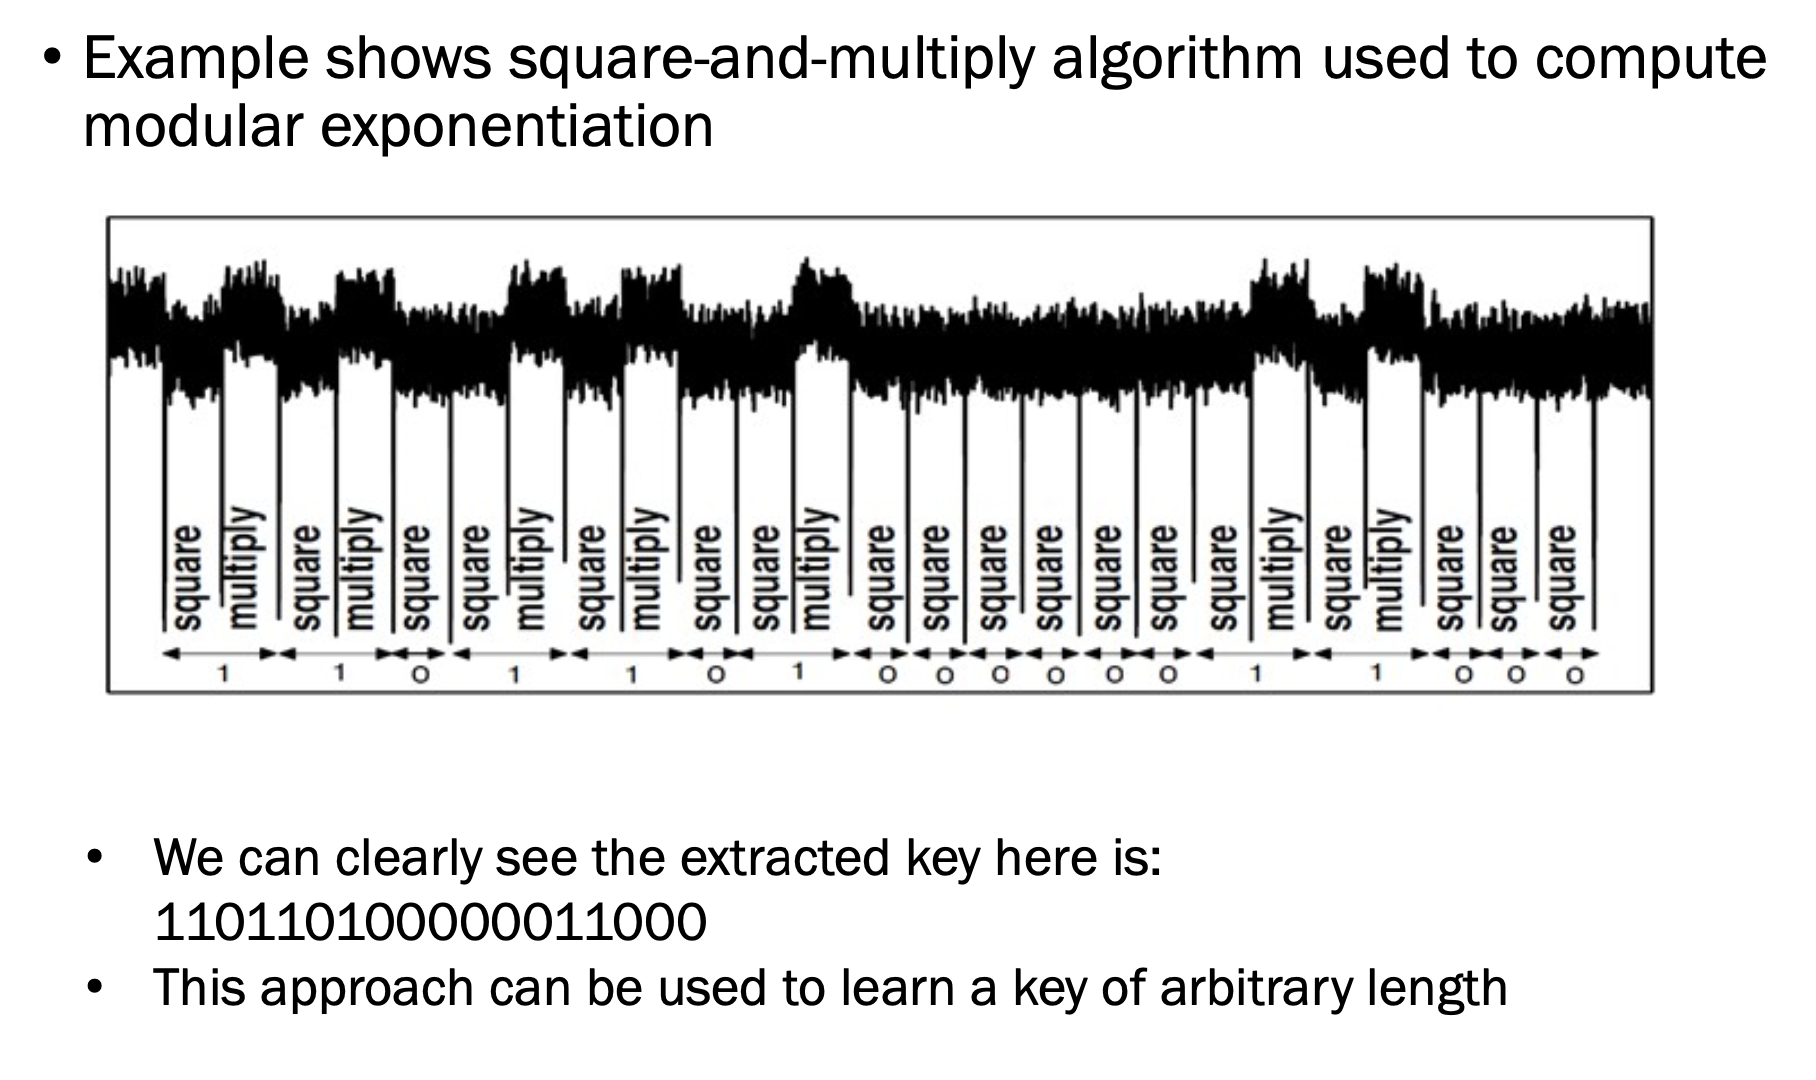 • Example shows square-and-multiply algorithm used to compute
modular exponentiation
square multiply square multiply square square multiply square multiply square square multiply square square square square square square square multiply square multiply square square square
1 1 0 1 1 0 1 0 0 0 0 0 0 1 1 0 0 0
• We can clearly see the extracted key here is:
110110100000011000
• This approach can be used to learn a key of arbitrary length